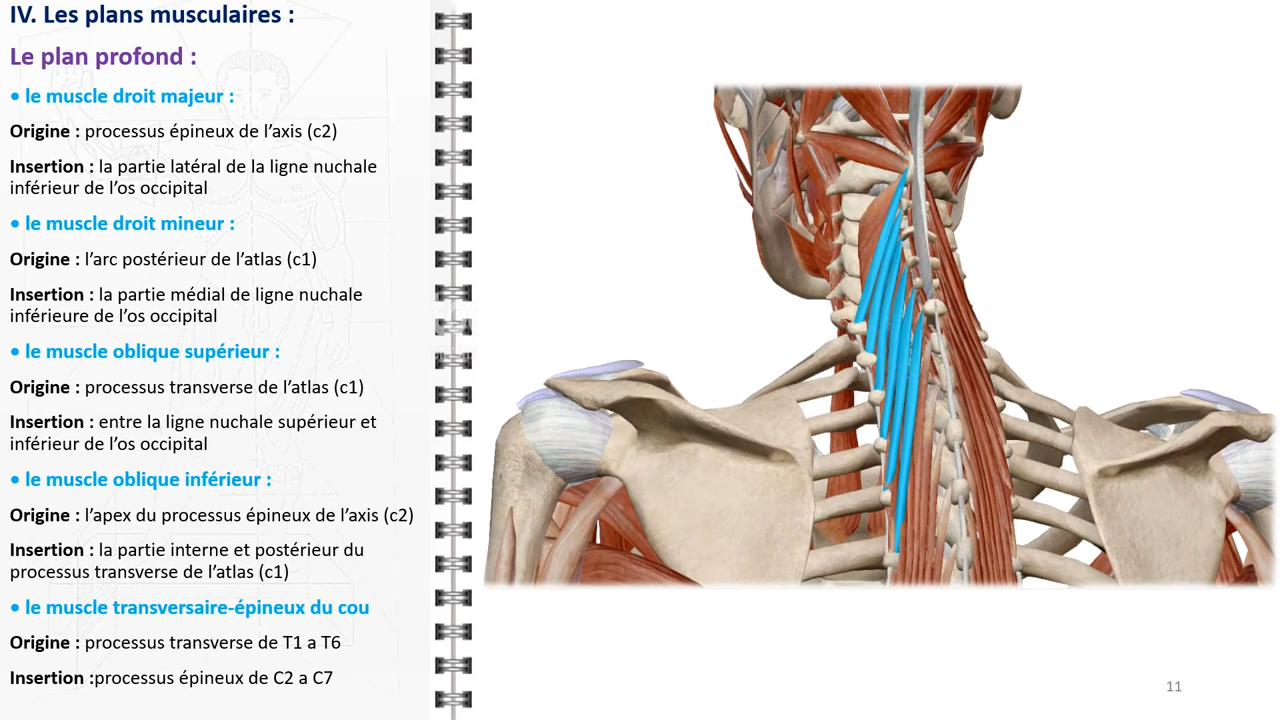 IV. Les plans musculaires :
Le plan profond :
• le muscle droit majeur :
Origine : processus épineux de l’axis (c2)
Insertion : la partie latéral de la ligne nuchale
inférieur de l’os occipital
• le muscle droit mineur :
Origine : l’arc postérieur de l’atlas (c1)
Insertion : la partie médial de ligne nuchale
inférieure de l’os occipital
• le muscle oblique supérieur :
Origine : processus transverse de l’atlas (c1)
Insertion : entre la ligne nuchale supérieur et
inférieur de l’os occipital
• le muscle oblique inférieur :
Origine : l’apex du processus épineux de l’axis (c2)
Insertion : la partie interne et postérieur du
processus transverse de l’atlas (c1)
• le muscle transversaire-épineux du cou
Origine : processus transverse de T1 a T6
Insertion :processus épineux de C2 a C7
11